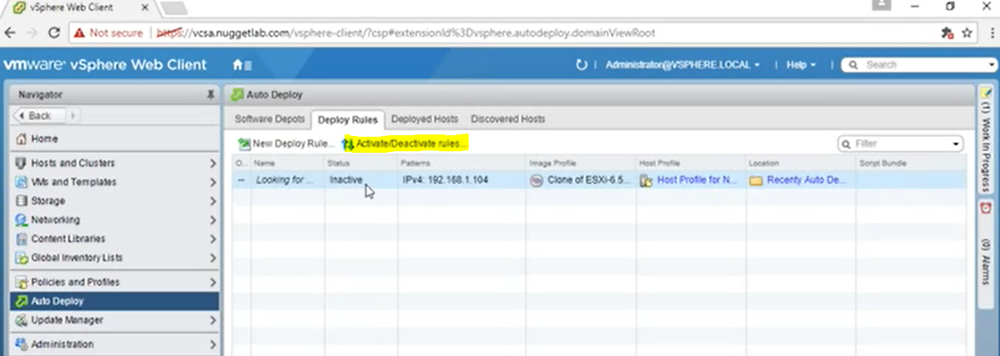 vSphere Web Client
Not secure | https://vcsa.nuggetlab.com/vsphere-client/?csp#extensionId%3Dvsphere.autodeploy.domainViewRoot
vmware® vSphere Web Client
Administrator@VSPHERE.LOCAL | Help | Search
Navigator
Back
Home
Hosts and Clusters
VMs and Templates
Storage
Networking
Content Libraries
Global Inventory Lists
Policies and Profiles
Auto Deploy
Update Manager
Administration
Auto Deploy
Software Depots Deploy Rules Deployed Hosts Discovered Hosts
New Deploy Rule... Activate/Deactivate rules... Filter
O... Name Status Patterns Image Profile Host Profile Location Script Bundle
-- Looking for ... Inactive IPv4: 192.168.1.104 Clone of ESXi-6.5... Host Profile for N... Recenty Auto De...
(1) Work In Progress
(0) Alarms